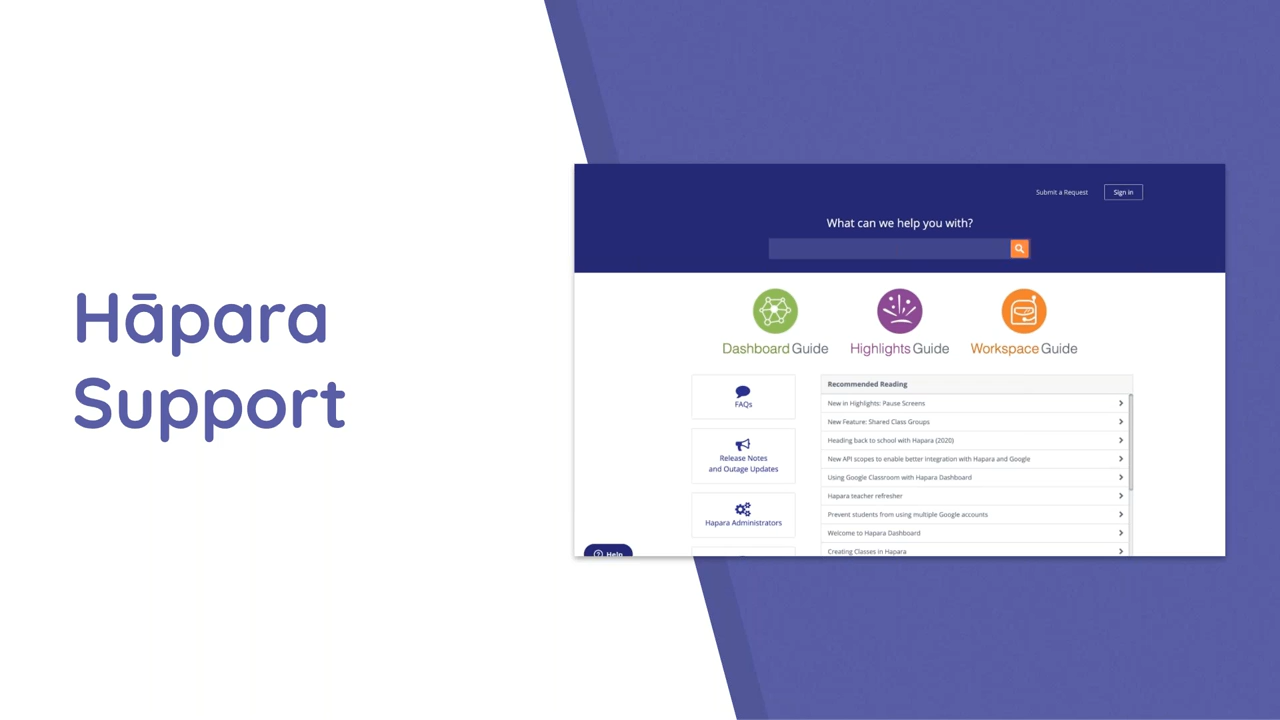 Hāpara
Support
Submit a Request
Sign in
What can we help you with?
Dashboard Guide
Highlights Guide
Workspace Guide
FAQs
Release Notes
and Outage Updates
Hapara Administrators
Recommended Reading
New in Highlights: Pause Screens
New Feature: Shared Class Groups
Heading back to school with Hapara (2020)
New API scopes to enable better integration with Hapara and Google
Using Google Classroom with Hapara Dashboard
Hapara teacher refresher
Prevent students from using multiple Google accounts
Welcome to Hapara Dashboard
Creating Classes in Hapara
Help